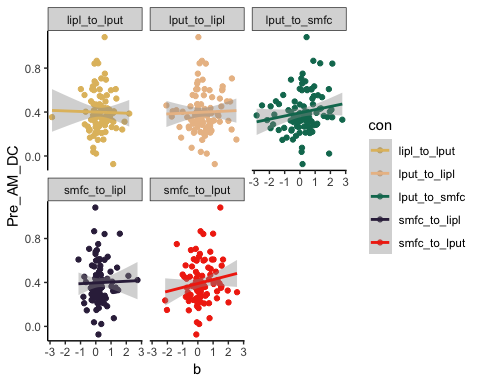 lipl_to_lput lput_to_lipl lput_to_smfc
0.8
0.4
0.0
-3 -2 -1 0 1 2 3
smfc_to_lipl smfc_to_lput
0.8
0.4
0.0
-3 -2 -1 0 1 2 3 -3 -2 -1 0 1 2 3
b
Pre_AM_DC
con
lipl_to_lput
lput_to_lipl
lput_to_smfc
smfc_to_lipl
smfc_to_lput